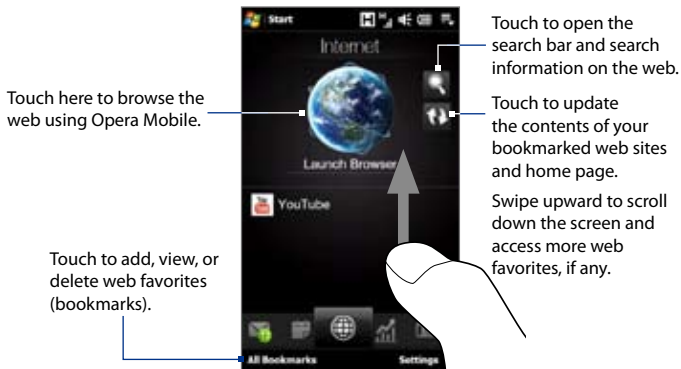 Start
Internet
Launch Browser
YouTube
All Bookmarks
Settings
Touch here to browse the
web using Opera Mobile.
Touch to add, view, or
delete web favorites
(bookmarks).
Touch to open the
search bar and search
information on the web.
Touch to update
the contents of your
bookmarked web sites
and home page.
Swipe upward to scroll
down the screen and
access more web
favorites, if any.